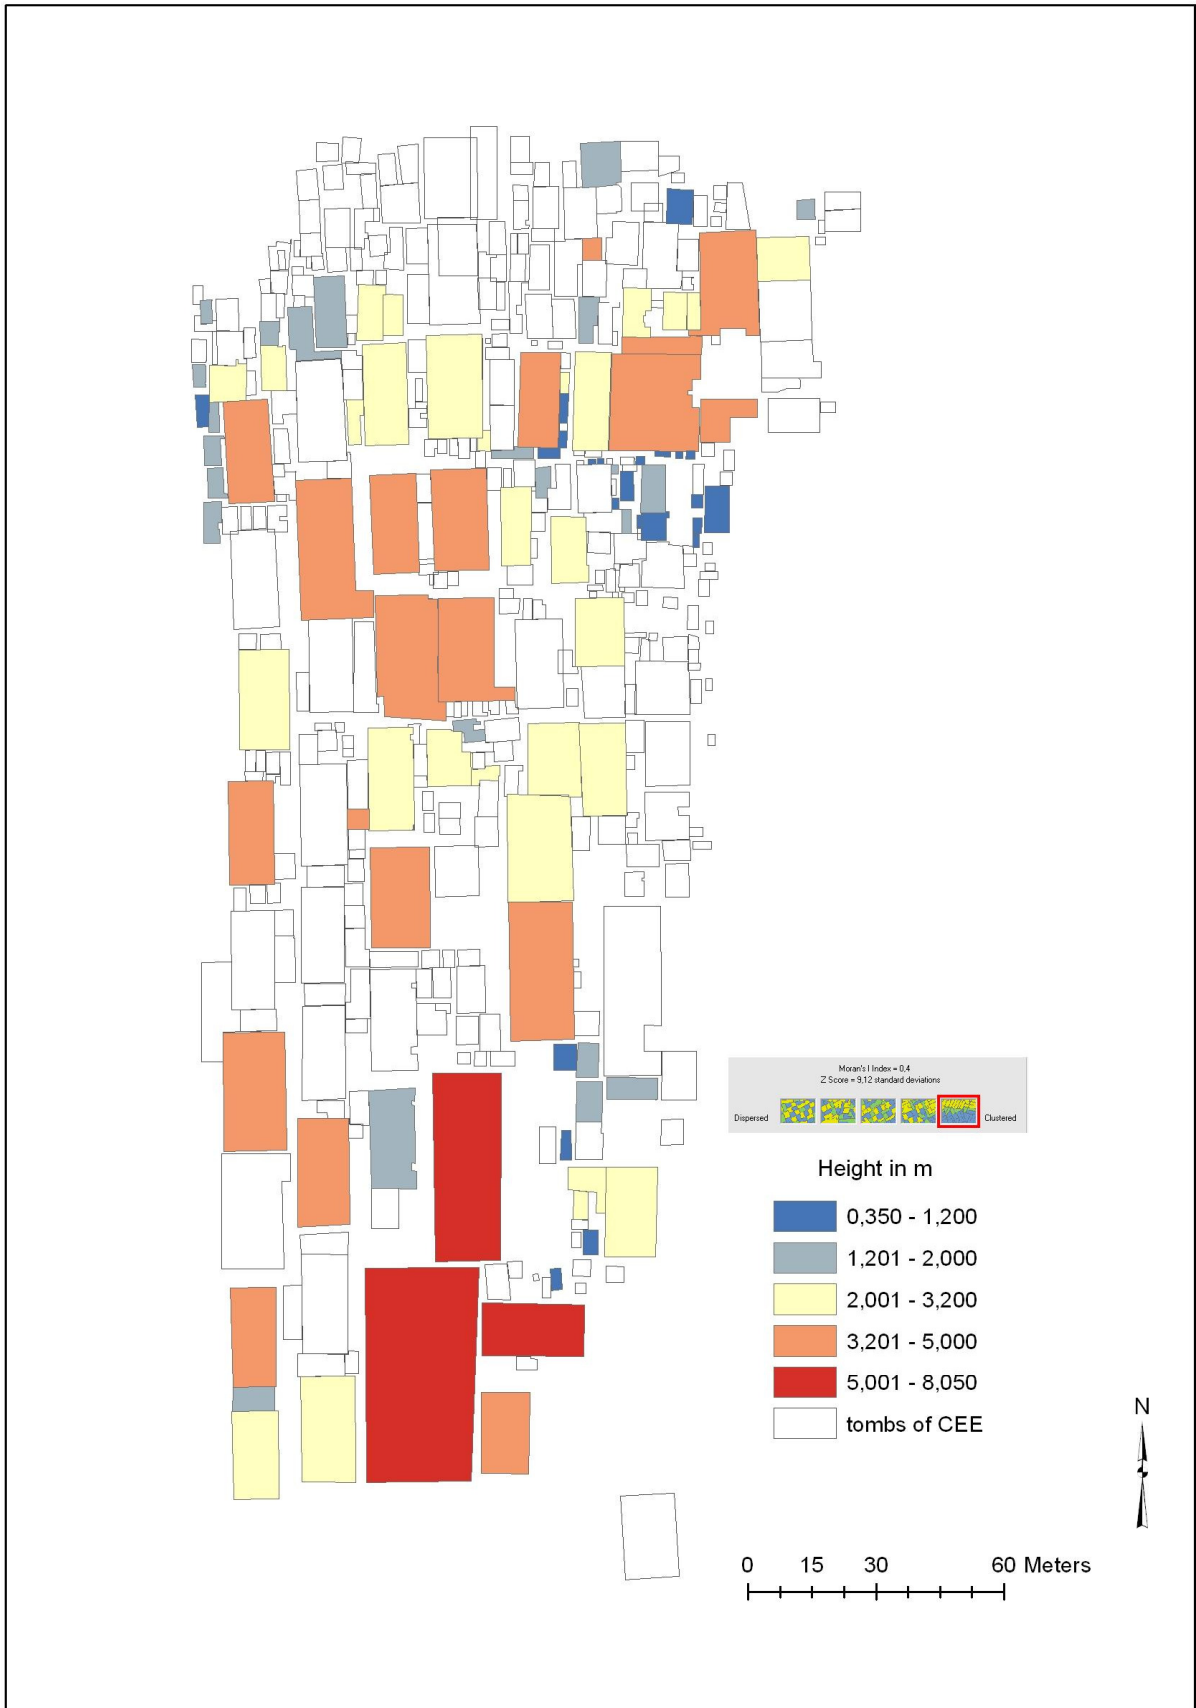 Moran's I Index = 0,4
Z Score = 9,12 standard deviations
Dispersed
Clustered
Height in m
0,350 - 1,200
1,201 - 2,000
2,001 - 3,200
3,201 - 5,000
5,001 - 8,050
tombs of CEE
N
0 15 30 60 Meters